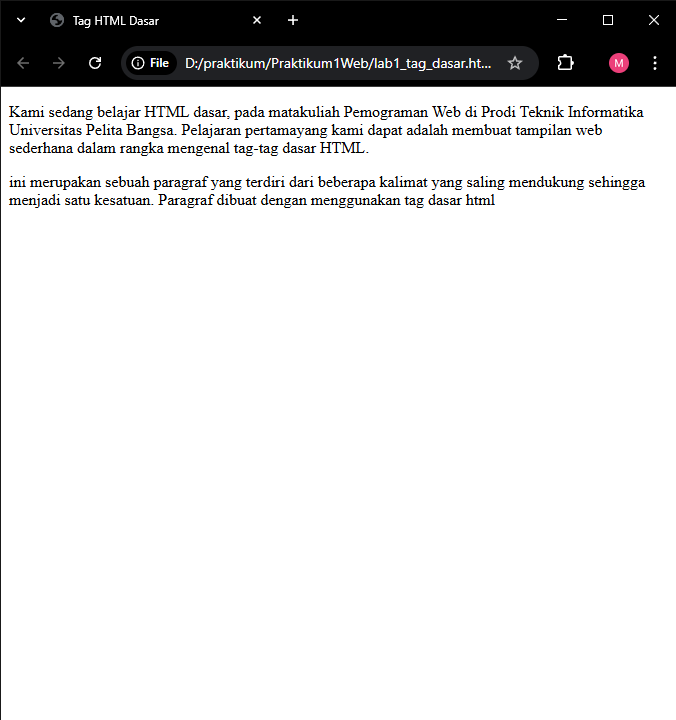 Tag HTML Dasar
File D:/praktikum/Praktikum1Web/lab1_tag_dasar.ht...
M
Kami sedang belajar HTML dasar, pada matakuliah Pemograman Web di Prodi Teknik Informatika
Universitas Pelita Bangsa. Pelajaran pertamayang kami dapat adalah membuat tampilan web
sederhana dalam rangka mengenal tag-tag dasar HTML.
ini merupakan sebuah paragraf yang terdiri dari beberapa kalimat yang saling mendukung sehingga
menjadi satu kesatuan. Paragraf dibuat dengan menggunakan tag dasar html